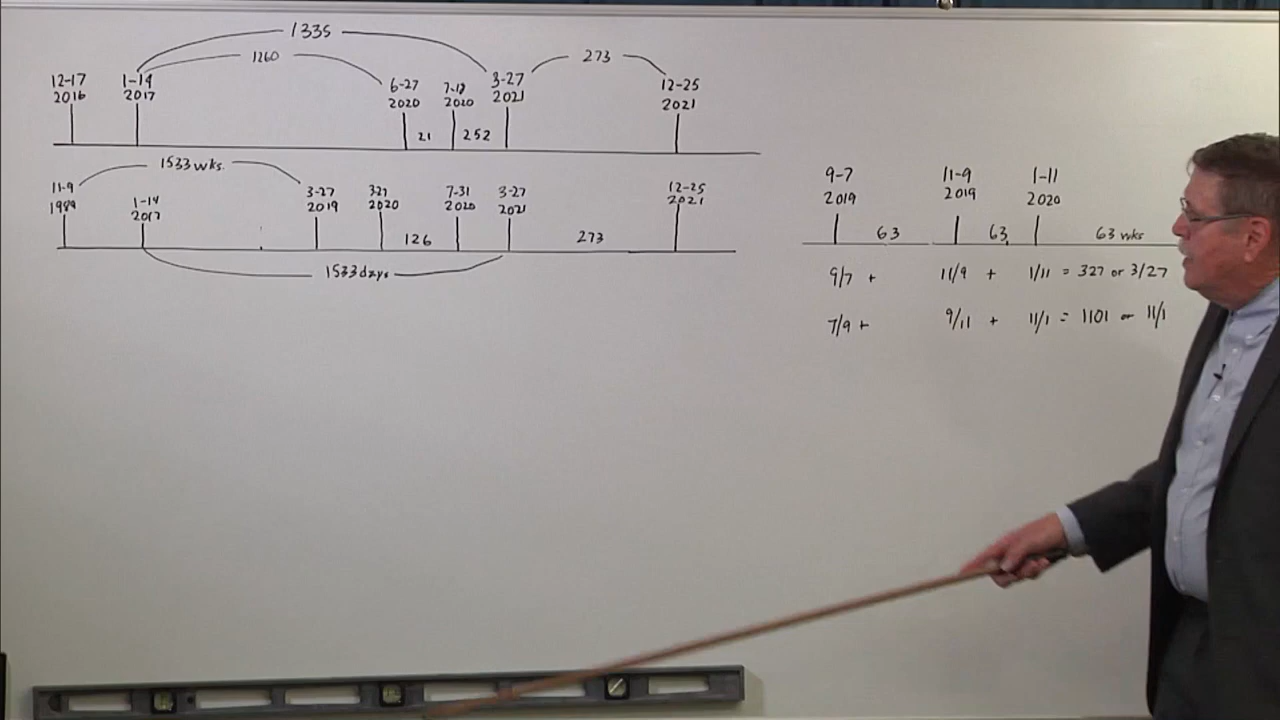 1335
1260
273
12-17 1-14 6-27 7-18 3-27 12-25
2016 2017 2020 2020 2021 2021
21 252
1533 wks.
11-9 1-14 3-27 327 7-31 3-27 12-25
1989 2017 2019 2020 2020 2021 2021
126 273
1533 days
9-7 11-9 1-11
2019 2019 2020
63 63 63 wks
9/7 + 11/9 + 1/11 = 327 or 3/27
7/9 + 9/11 + 11/1 = 1101 or 11/1